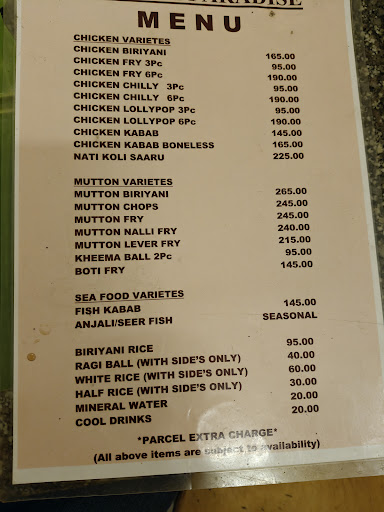 PARADISE
MENU
CHICKEN VARIETES
CHICKEN BIRIYANI 165.00
CHICKEN FRY 3Pc 95.00
CHICKEN FRY 6Pc 190.00
CHICKEN CHILLY 3Pc 95.00
CHICKEN CHILLY 6Pc 190.00
CHICKEN LOLLYPOP 3Pc 95.00
CHICKEN LOLLYPOP 6Pc 190.00
CHICKEN KABAB 145.00
CHICKEN KABAB BONELESS 165.00
NATI KOLI SAARU 225.00
MUTTON VARIETES
MUTTON BIRIYANI 265.00
MUTTON CHOPS 245.00
MUTTON FRY 245.00
MUTTON NALLI FRY 240.00
MUTTON LEVER FRY 215.00
KHEEMA BALL 2Pc 95.00
BOTI FRY 145.00
SEA FOOD VARIETES
FISH KABAB 145.00
ANJALI/SEER FISH SEASONAL
BIRIYANI RICE 95.00
RAGI BALL (WITH SIDE'S ONLY) 40.00
WHITE RICE (WITH SIDE'S ONLY) 60.00
HALF RICE (WITH SIDE'S ONLY) 30.00
MINERAL WATER 20.00
COOL DRINKS 20.00
*PARCEL EXTRA CHARGE*
(All above items are subject to availability)